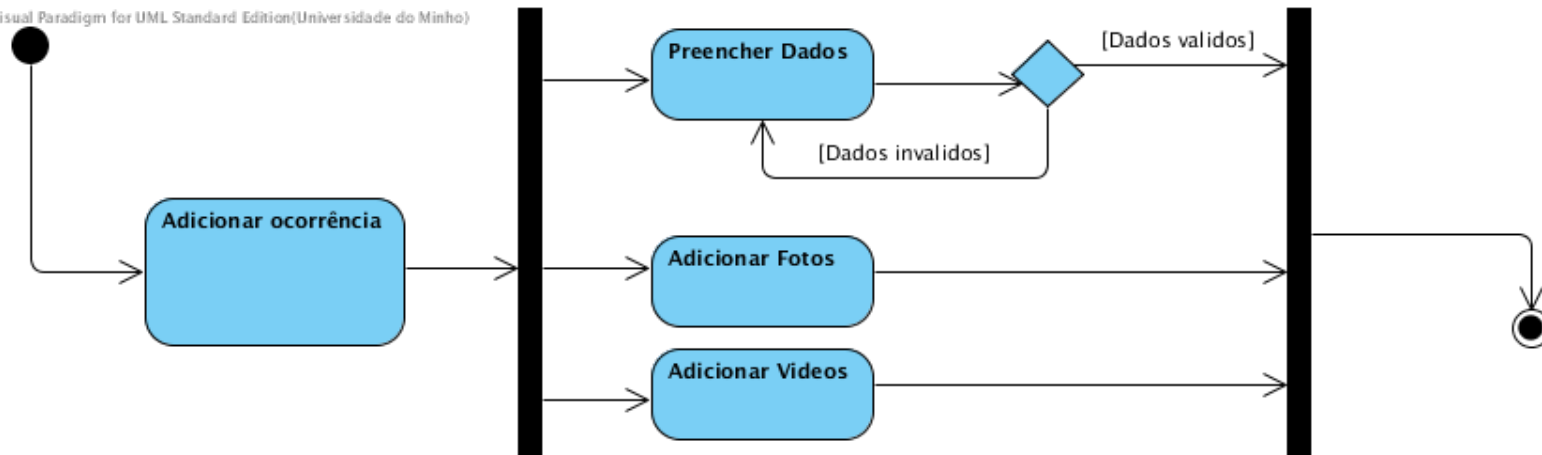 isual Paradigm for UML Standard Edition(Universidade do Minho)
Preencher Dados
[Dados validos]
[Dados invalidos]
Adicionar ocorrência
Adicionar Fotos
Adicionar Videos